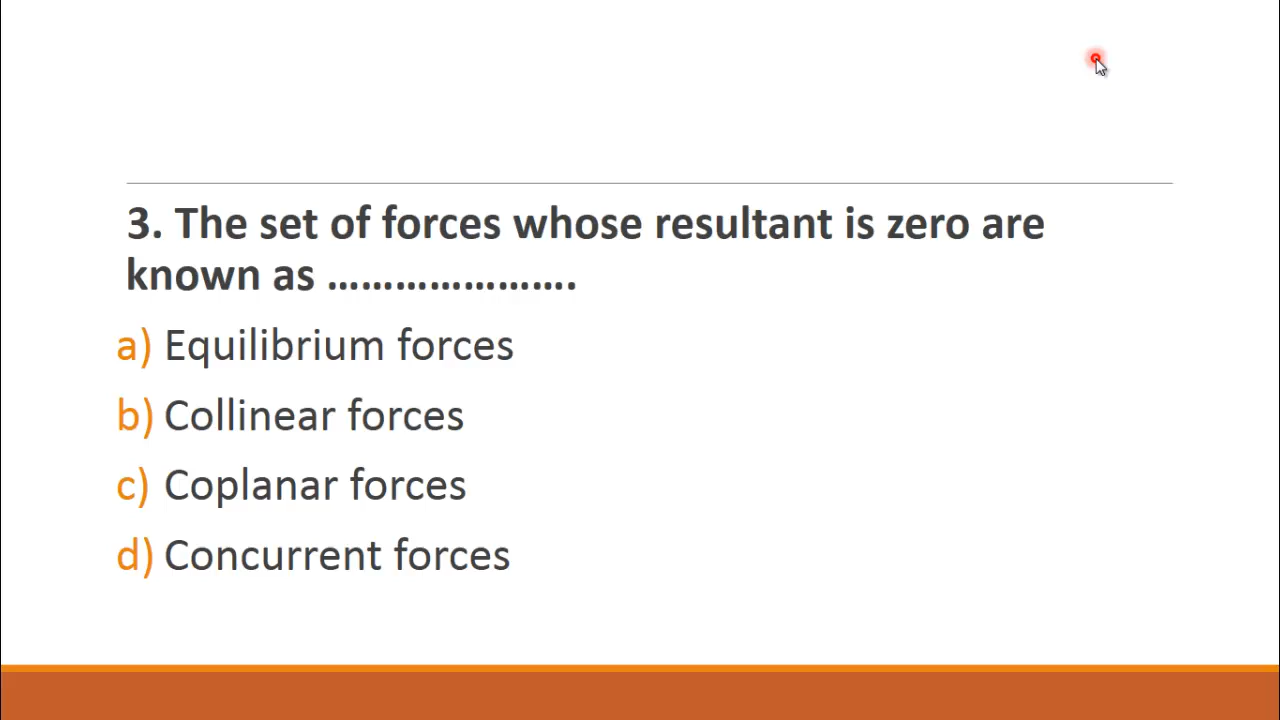 3. The set of forces whose resultant is zero are
known as ………………….
a) Equilibrium forces
b) Collinear forces
c) Coplanar forces
d) Concurrent forces